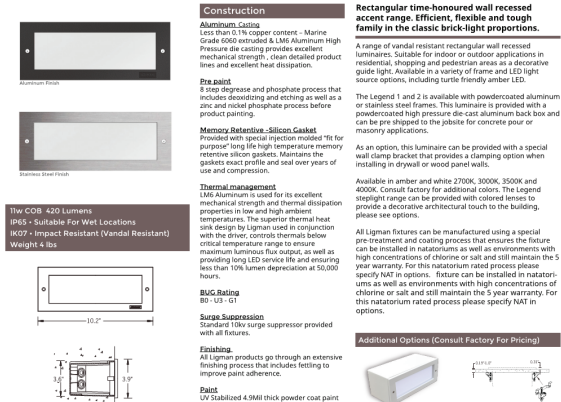 Aluminum Finish
Stainless Steel Finish
11w COB 420 Lumens
IP65 • Suitable For Wet Locations
IK07 • Impact Resistant (Vandal Resistant)
Weight 4 lbs
10.2"
3.6"
3.9"
Construction
Aluminum Casting
Less than 0.1% copper content – Marine
Grade 6060 extruded & LM6 Aluminum High
Pressure die casting provides excellent
mechanical strength , clean detailed product
lines and excellent heat dissipation.
Pre paint
8 step degrease and phosphate process that
includes deoxidizing and etching as well as a
zinc and nickel phosphate process before
product painting.
Memory Retentive –Silicon Gasket
Provided with special injection molded "fit for
purpose" long life high temperature memory
retentive silicon gaskets. Maintains the
gaskets exact profile and seal over years of
use and compression.
Thermal management
LM6 Aluminum is used for its excellent
mechanical strength and thermal dissipation
properties in low and high ambient
temperatures. The superior thermal heat
sink design by Ligman used in conjunction
with the driver, controls thermals below
critical temperature range to ensure
maximum luminous flux output, as well as
providing long LED service life and ensuring
less than 10% lumen depreciation at 50,000
hours.
BUG Rating
B0 - U3 - G1
Surge Suppression
Standard 10kv surge suppressor provided
with all fixtures.
Finishing
All Ligman products go through an extensive
finishing process that includes fettling to
improve paint adherence.
Paint
UV Stabilized 4.9Mil thick powder coat paint
Rectangular time-honoured wall recessed
accent range. Efficient, flexible and tough
family in the classic brick-light proportions.
A range of vandal resistant rectangular wall recessed
luminaires. Suitable for indoor or outdoor applications in
residential, shopping and pedestrian areas as a decorative
guide light. Available in a variety of frame and LED light
source options, including turtle friendly amber LED.
The Legend 1 and 2 is available with powdercoated aluminum
or stainless steel frames. This luminaire is provided with a
powdercoated high pressure die-cast aluminum back box and
can be pre shipped to the jobsite for concrete pour or
masonry applications.
As an option, this luminaire can be provided with a special
wall clamp bracket that provides a clamping option when
installing in drywall or wood panel walls.
Available in amber and white 2700K, 3000K, 3500K and
4000K. Consult factory for additional colors. The Legend
steplight range can be provided with colored lenses to
provide a decorative architectural touch to the building,
please see options.
All Ligman fixtures can be manufactured using a special
pre-treatment and coating process that ensures the fixture
can be installed in natatoriums as well as environments with
high concentrations of chlorine or salt and still maintain the 5
year warranty. For this natatorium rated process please
specify NAT in options. fixture can be installed in natatori-
ums as well as environments with high concentrations of
chlorine or salt and still maintain the 5 year warranty. For
this natatorium rated process please specify NAT in
options.
Additional Options (Consult Factory For Pricing)